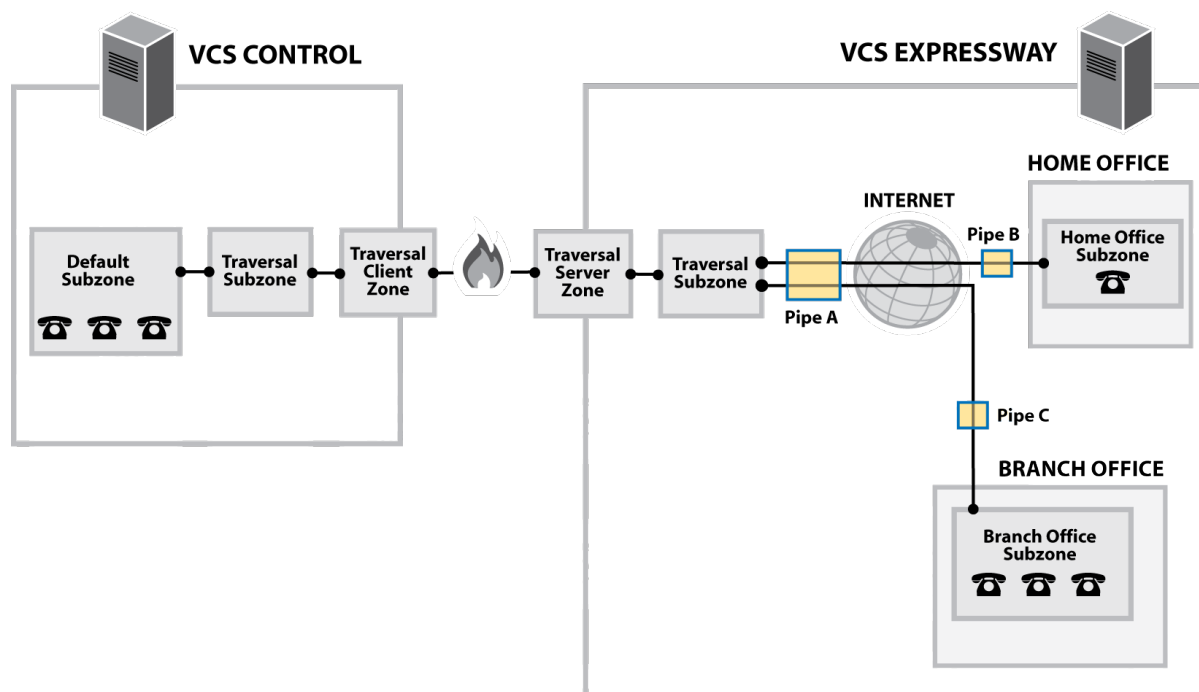 VCS CONTROL
VCS EXPRESSWAY
HOME OFFICE
INTERNET
Default
Subzone
Traversal
Subzone
Traversal
Client
Zone
Traversal
Server
Zone
Traversal
Subzone
Pipe A
Pipe B
Home Office
Subzone
Pipe C
BRANCH OFFICE
Branch Office
Subzone